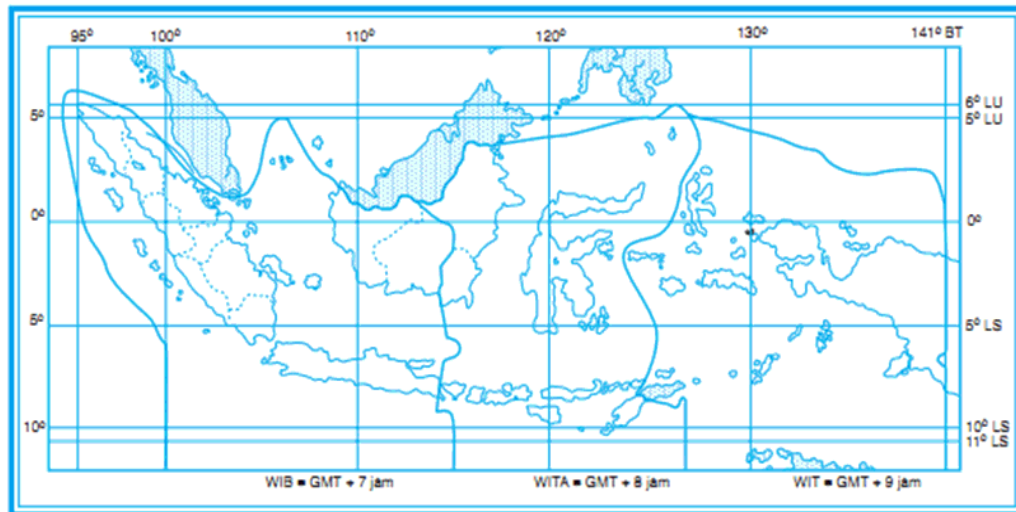 95⁰ 100⁰ 110⁰ 120⁰ 130⁰ 141⁰ BT
6⁰ LU
5⁰ 5⁰ LU
0⁰ 0⁰
5⁰ 5⁰ LS
10⁰ 10⁰ LS
11⁰ LS
WIB = GMT + 7 jam WITA = GMT + 8 jam WIT = GMT + 9 jam